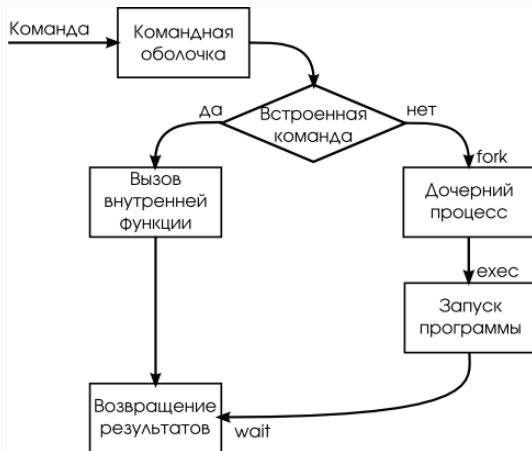 Команда
Командная
оболочка
да
Встроенная
команда
нет
fork
Вызов
внутренней
функции
Дочерний
процесс
exec
Запуск
программы
Возвращение
результатов
wait